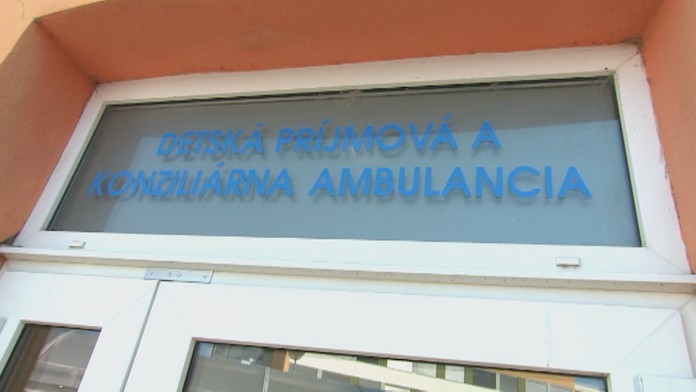 DETSKÁ PRÍJMOVÁ A
KONZILIÁRNA AMBULANCIA